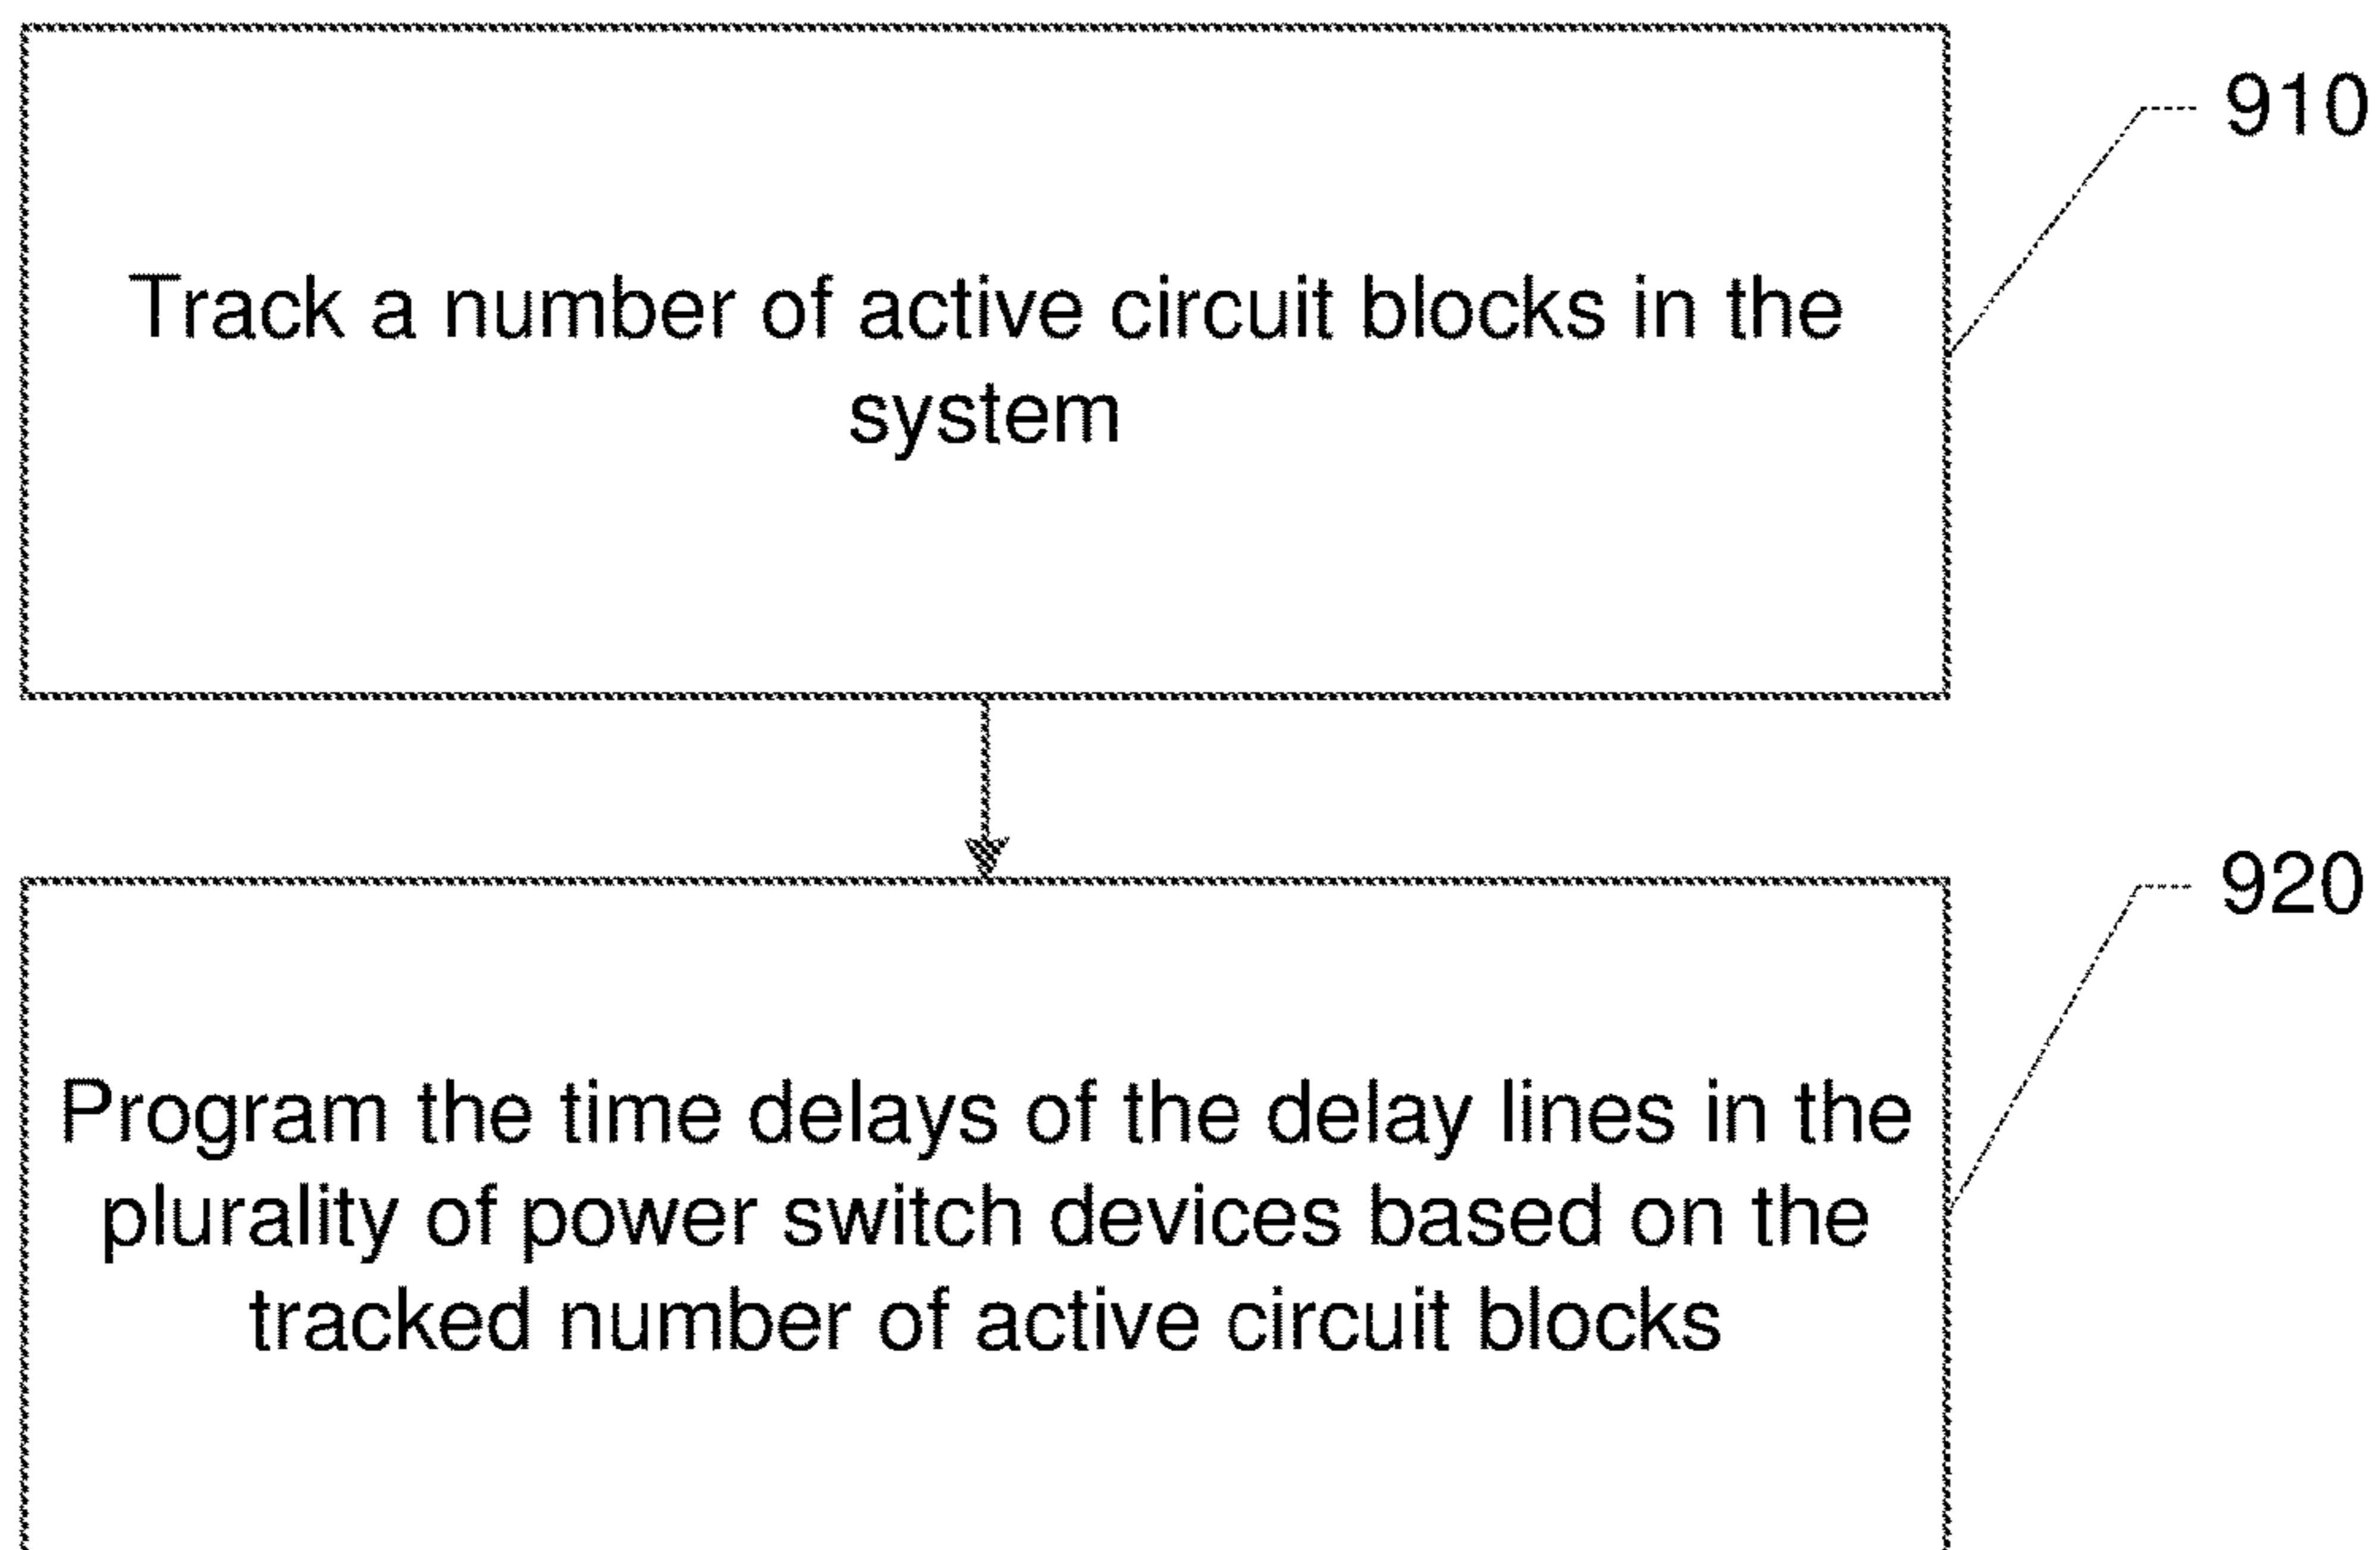 910
Track a number of active circuit blocks in the
system
920
Program the time delays of the delay lines in the
plurality of power switch devices based on the
tracked number of active circuit blocks